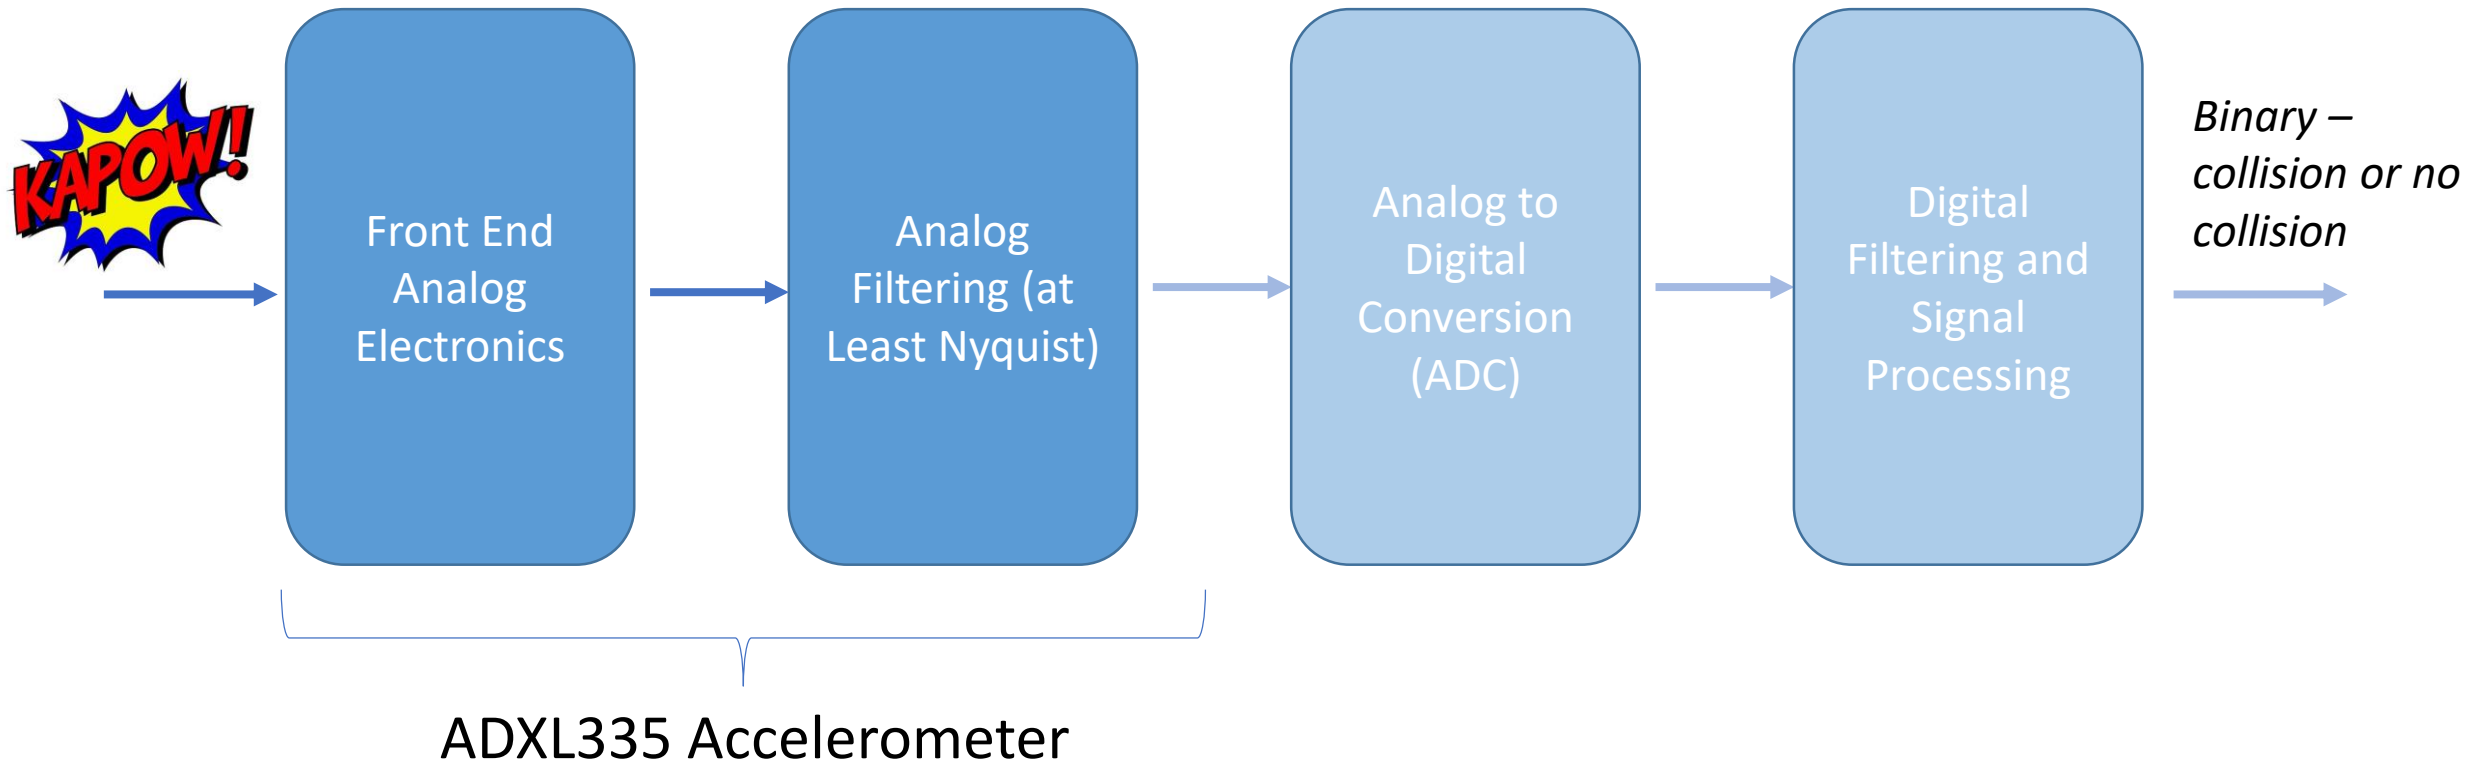 KAPOW!
Front End
Analog
Electronics
Analog
Filtering (at
Least Nyquist)
Analog to
Digital
Conversion
(ADC)
Digital
Filtering and
Signal
Processing
Binary –
collision or no
collision
ADXL335 Accelerometer